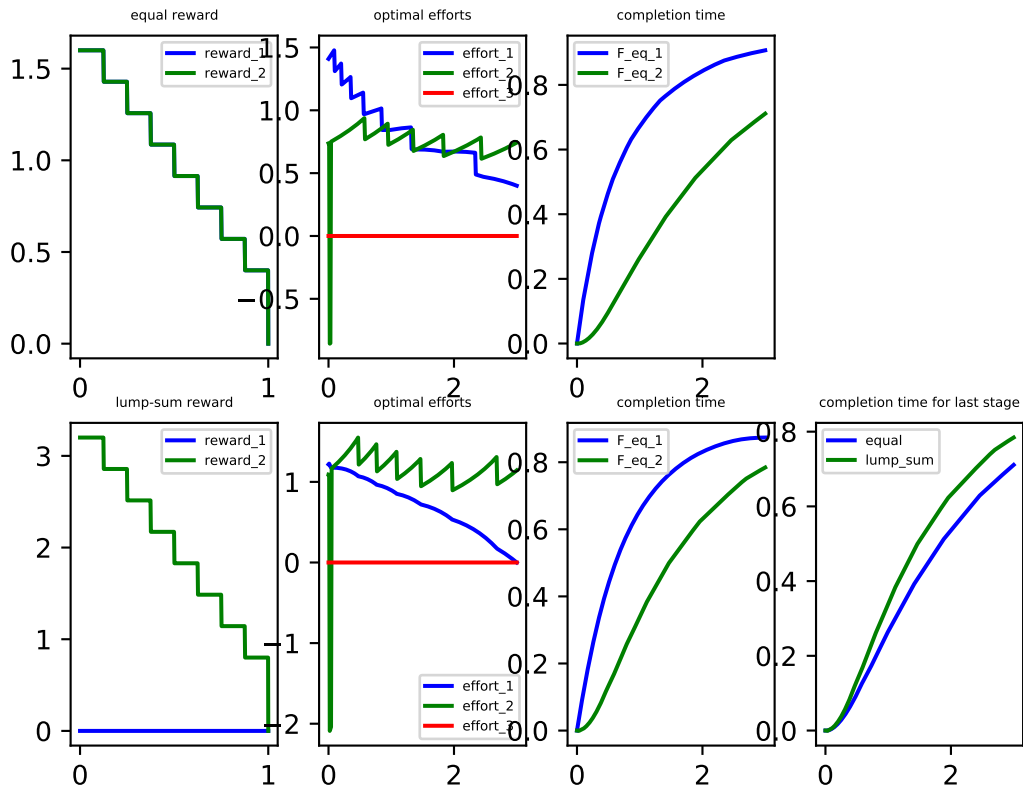 equal reward
optimal efforts
completion time
reward_1
reward_2
1.5
1.0
0.5
0.0
0
1
effort_1
effort_2
effort_3
1.5
1.0
0.5
0.0
−0.5
0
2
F_eq_1
F_eq_2
0.8
0.6
0.4
0.2
0.0
0
2
lump-sum reward
optimal efforts
completion time
completion time for last stage
reward_1
reward_2
3
2
1
0
0
1
effort_1
effort_2
effort_3
1
0
−1
−2
0
2
F_eq_1
F_eq_2
0.8
0.6
0.4
0.2
0.0
0
2
equal
lump_sum
0.8
0.6
0.4
0.2
0.0
0
2